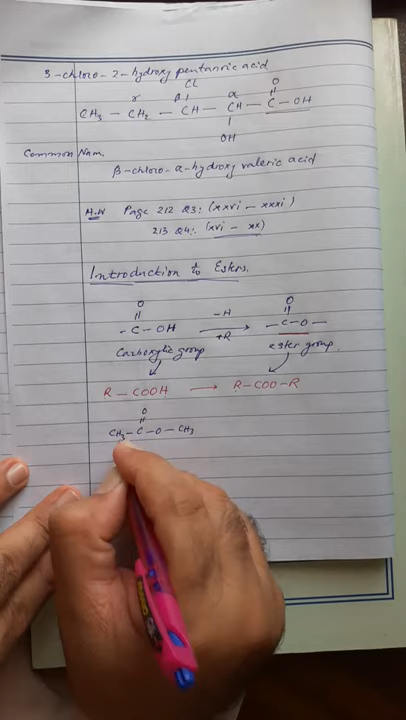 3-chloro-2-hydroxy pentanoic acid
Cl O
γ β α ||
CH₃ — CH₂ — CH — CH — C — OH
|
OH
Common Nam.
β-chloro-α-hydroxy valeric acid
H.W Page 212 Q3: (xxvi – xxxi)
213 Q4: (xvi – xx)
Introduction to Esters.
O O
|| ||
-C-OH -H -C-O-
+R
Carboxylic group ester group.
R — COOH → R-COO-R
O
||
CH₃-C-O-CH₃